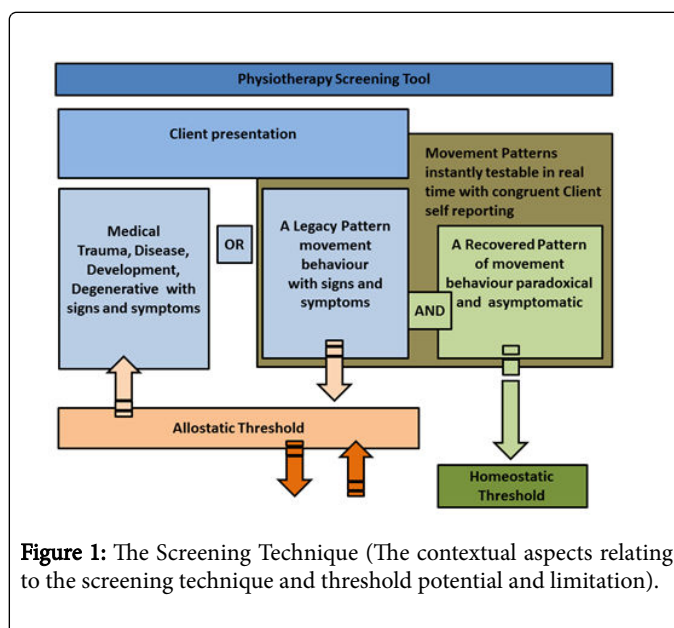 Physiotherapy Screening Tool
Client presentation
Movement Patterns
instantly testable in real
time with congruent Client
self reporting
Medical
Trauma, Disease,
Development,
Degenerative with
signs and symptoms
OR
A Legacy Pattern
movement
behaviour
with signs and
symptoms
AND
A Recovered Pattern
of movement
behaviour paradoxical
and asymptomatic
Allostatic Threshold
Homeostatic
Threshold
Figure 1: The Screening Technique (The contextual aspects relating
to the screening technique and threshold potential and limitation).